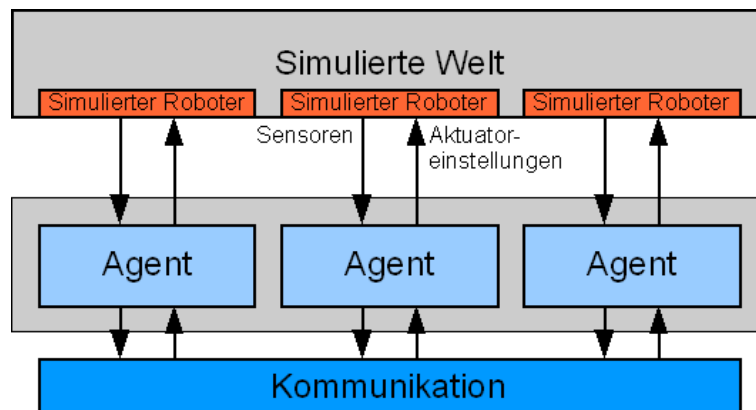 Simulierte Welt
Simulierter Roboter
Simulierter Roboter
Simulierter Roboter
Sensoren
Aktuator-
einstellungen
Agent
Agent
Agent
Kommunikation